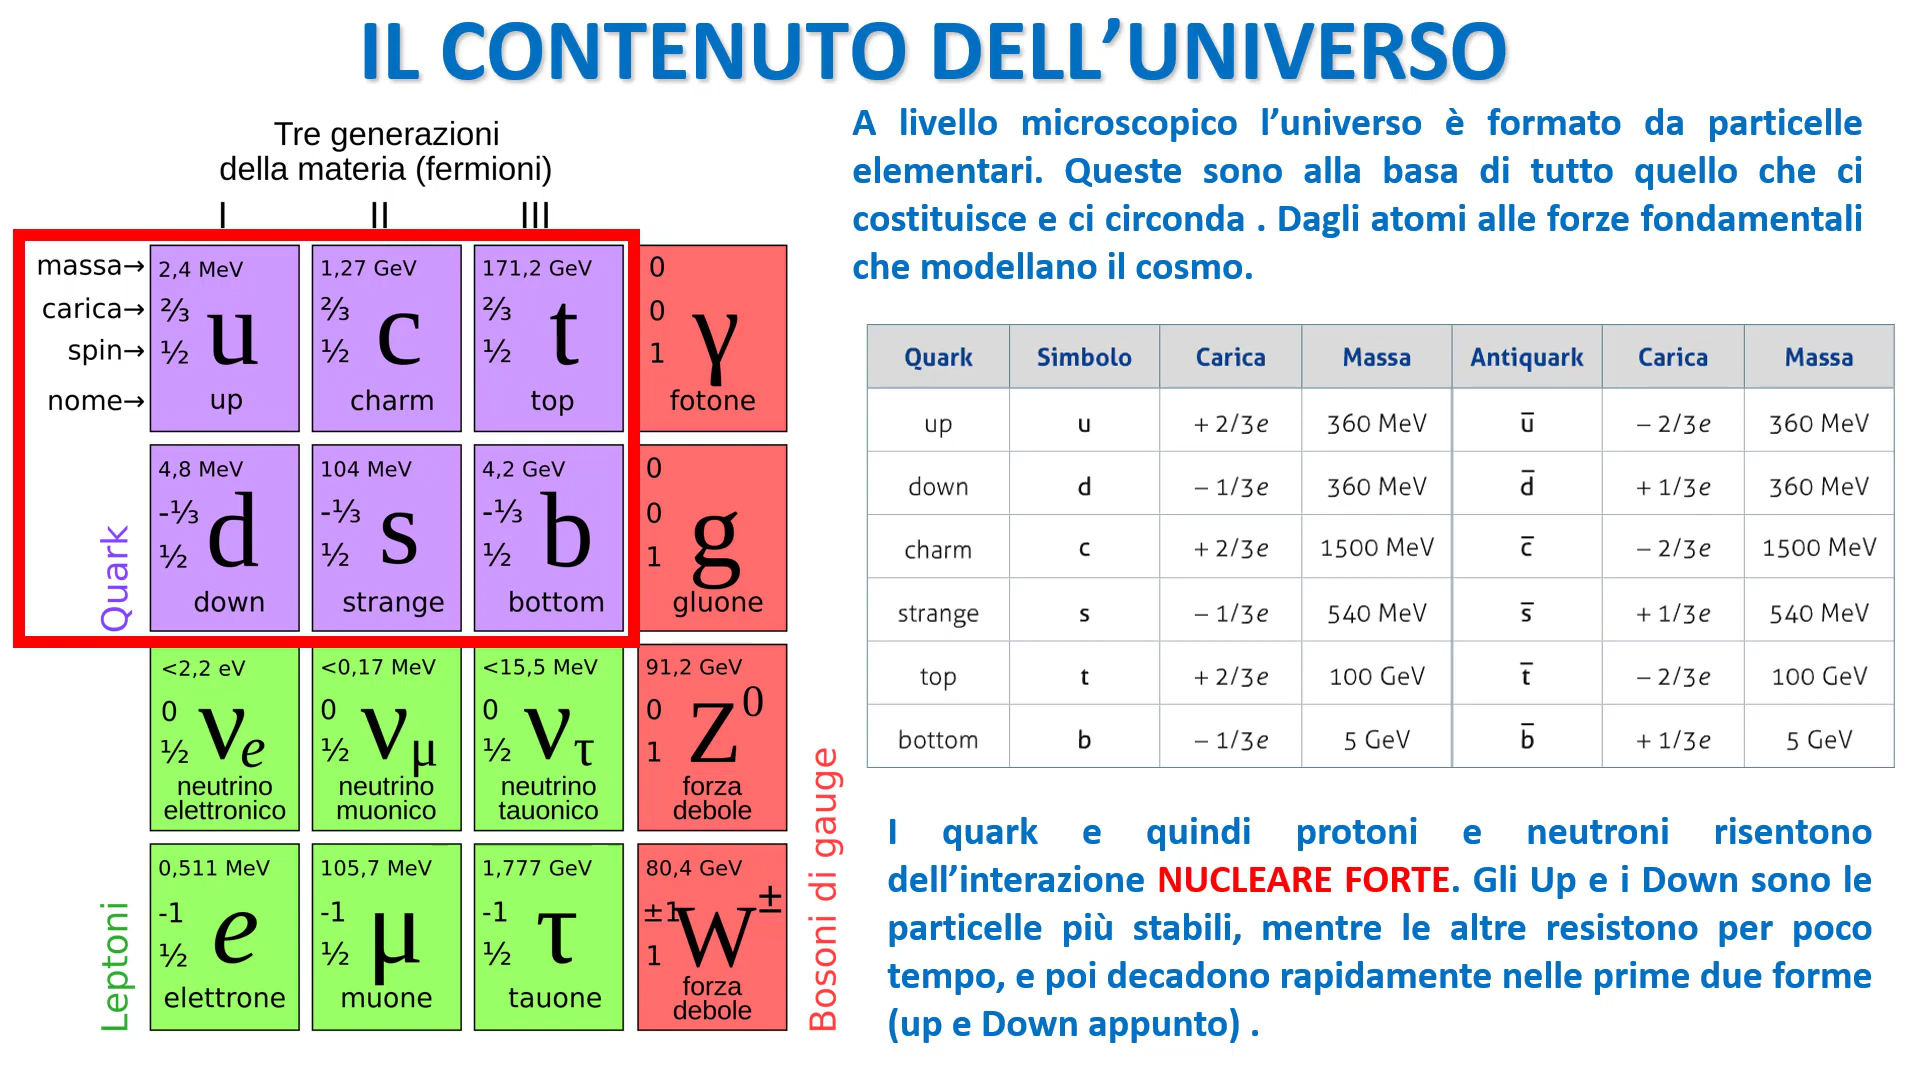 IL CONTENUTO DELL’UNIVERSO
Tre generazioni
della materia (fermioni)
I II III
massa→ 2,4 MeV 1,27 GeV 171,2 GeV 0
carica→ ⅔ ⅔ ⅔ 0
spin→ ½ u ½ c ½ t 1 γ
nome→ up charm top fotone
Quark
4,8 MeV 104 MeV 4,2 GeV 0
-⅓ -⅓ -⅓ 0
½ d ½ s ½ b 1 g
down strange bottom gluone
<2,2 eV <0,17 MeV <15,5 MeV 91,2 GeV
0 0 0 0
½ νe ½ νμ ½ ντ 1 Z⁰
neutrino neutrino neutrino forza
elettronico muonico tauonico debole
Leptoni
0,511 MeV 105,7 MeV 1,777 GeV 80,4 GeV
-1 -1 -1 ±1
½ e ½ μ ½ τ 1 W±
elettrone muone tauone forza
debole
Bosoni di gauge
A livello microscopico l’universo è formato da particelle
elementari. Queste sono alla basa di tutto quello che ci
costituisce e ci circonda . Dagli atomi alle forze fondamentali
che modellano il cosmo.
Quark Simbolo Carica Massa Antiquark Carica Massa
up u + 2/3e 360 MeV u̅ – 2/3e 360 MeV
down d – 1/3e 360 MeV d̅ + 1/3e 360 MeV
charm c + 2/3e 1500 MeV c̅ – 2/3e 1500 MeV
strange s – 1/3e 540 MeV s̅ + 1/3e 540 MeV
top t + 2/3e 100 GeV t̅ – 2/3e 100 GeV
bottom b – 1/3e 5 GeV b̅ + 1/3e 5 GeV
I quark e quindi protoni e neutroni risentono
dell’interazione NUCLEARE FORTE. Gli Up e i Down sono le
particelle più stabili, mentre le altre resistono per poco
tempo, e poi decadono rapidamente nelle prime due forme
(up e Down appunto) .